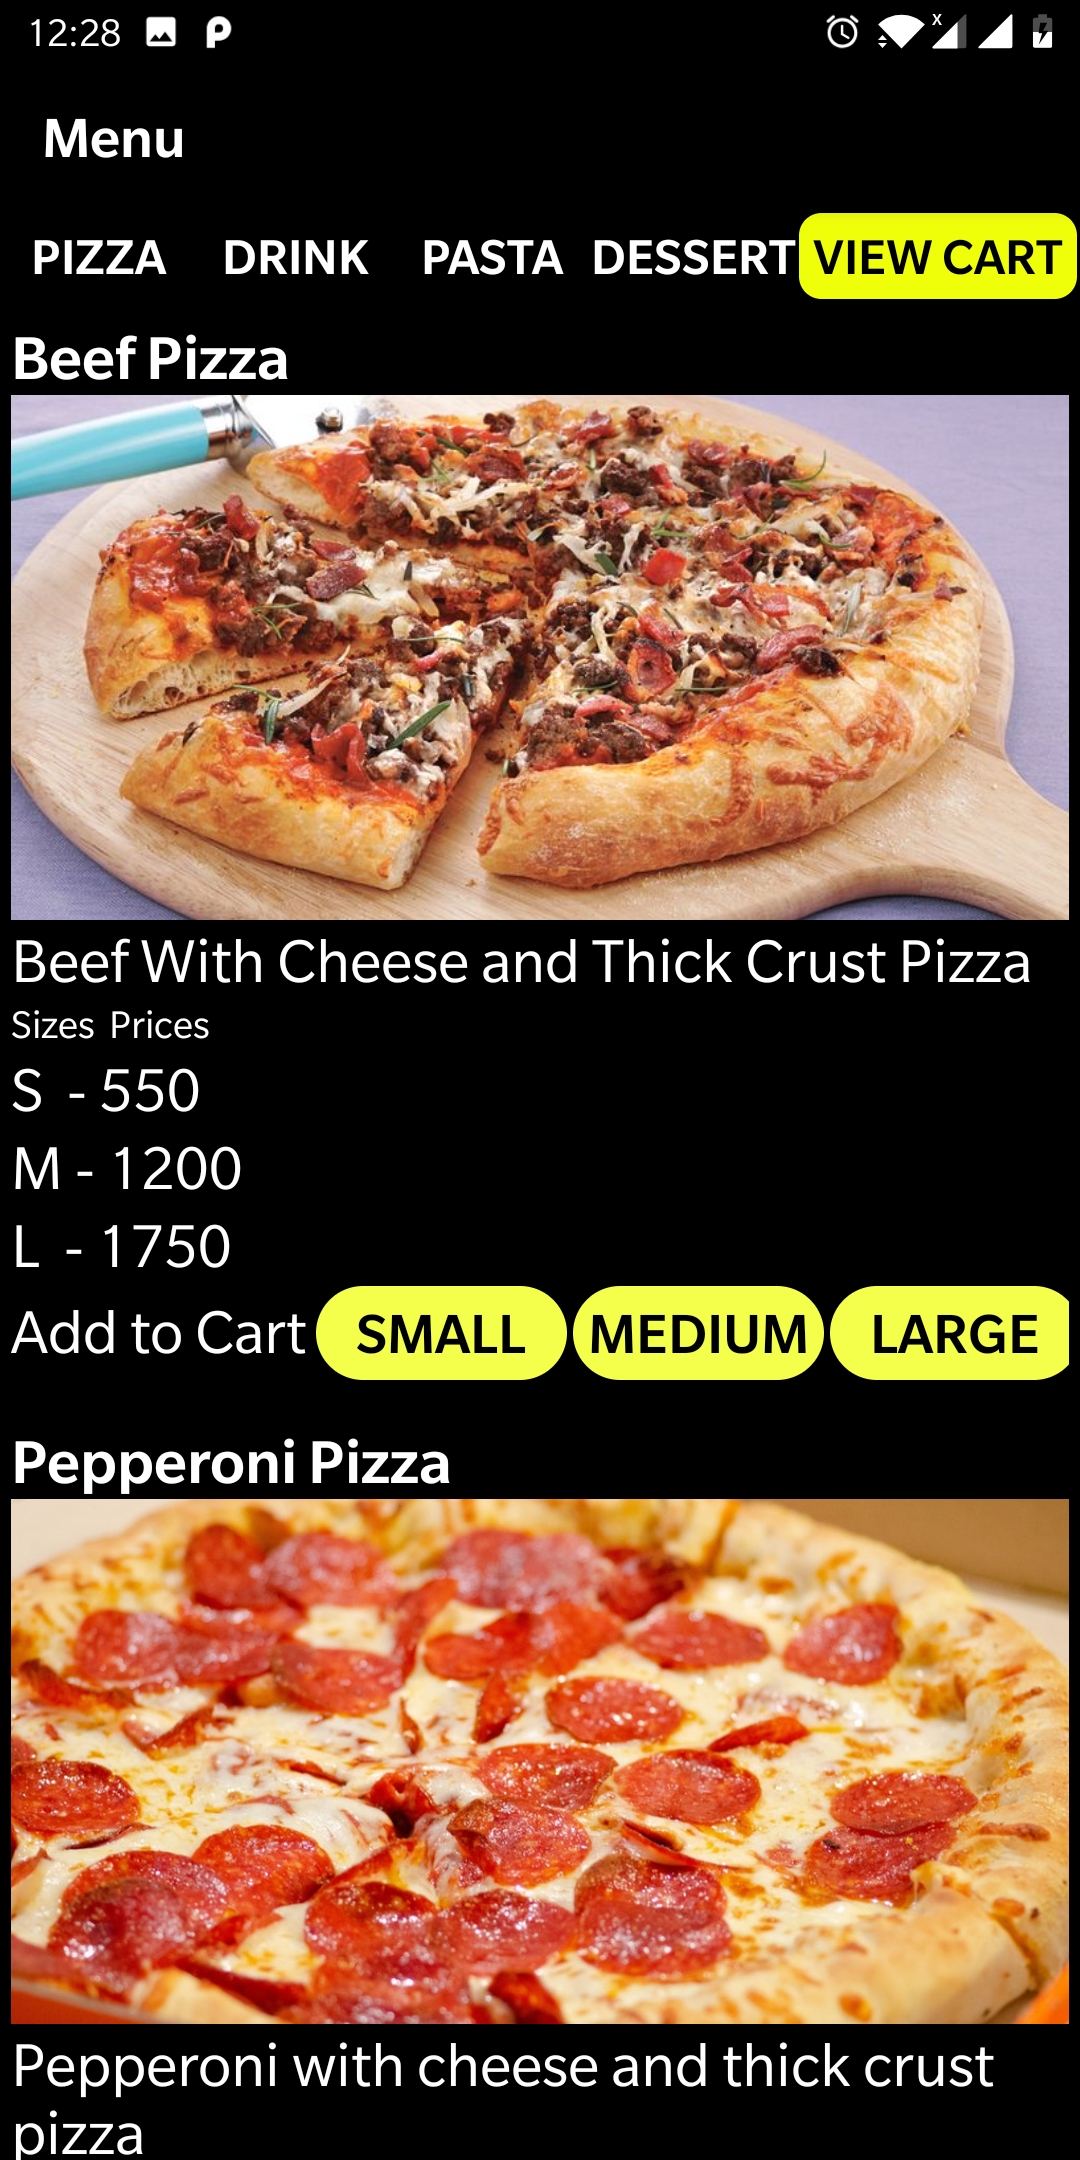 12:28
Menu
PIZZA DRINK PASTA DESSERT VIEW CART
Beef Pizza
Beef With Cheese and Thick Crust Pizza
Sizes Prices
S - 550
M - 1200
L - 1750
Add to Cart SMALL MEDIUM LARGE
Pepperoni Pizza
Pepperoni with cheese and thick crust
pizza